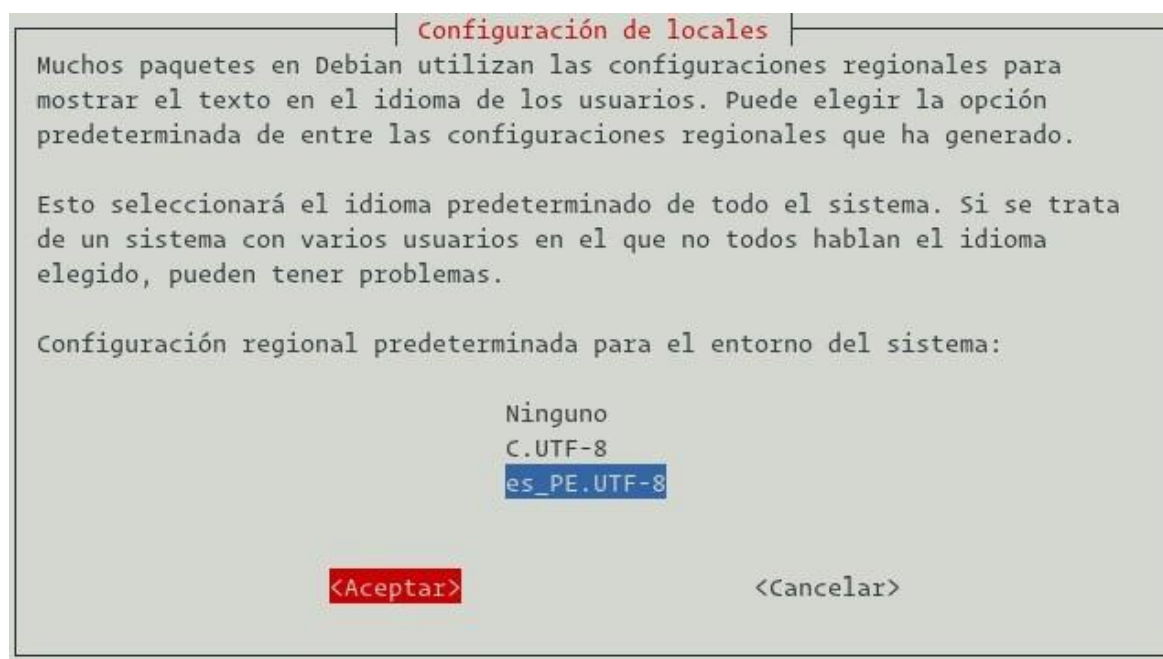 Configuración de locales
Muchos paquetes en Debian utilizan las configuraciones regionales para
mostrar el texto en el idioma de los usuarios. Puede elegir la opción
predeterminada de entre las configuraciones regionales que ha generado.
Esto seleccionará el idioma predeterminado de todo el sistema. Si se trata
de un sistema con varios usuarios en el que no todos hablan el idioma
elegido, pueden tener problemas.
Configuración regional predeterminada para el entorno del sistema:
Ninguno
C.UTF-8
es_PE.UTF-8
<Aceptar> <Cancelar>